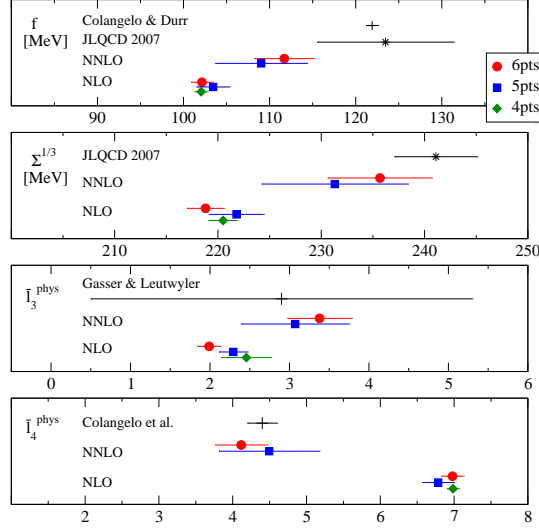 f
[MeV]
Colangelo & Durr
JLQCD 2007
NNLO
NLO
90 100 110 120 130
6pts
5pts
4pts
Σ^1/3
[MeV]
JLQCD 2007
NNLO
NLO
210 220 230 240 250
l̄_3^phys
Gasser & Leutwyler
NNLO
NLO
0 1 2 3 4 5 6
l̄_4^phys
Colangelo et al.
NNLO
NLO
2 3 4 5 6 7 8